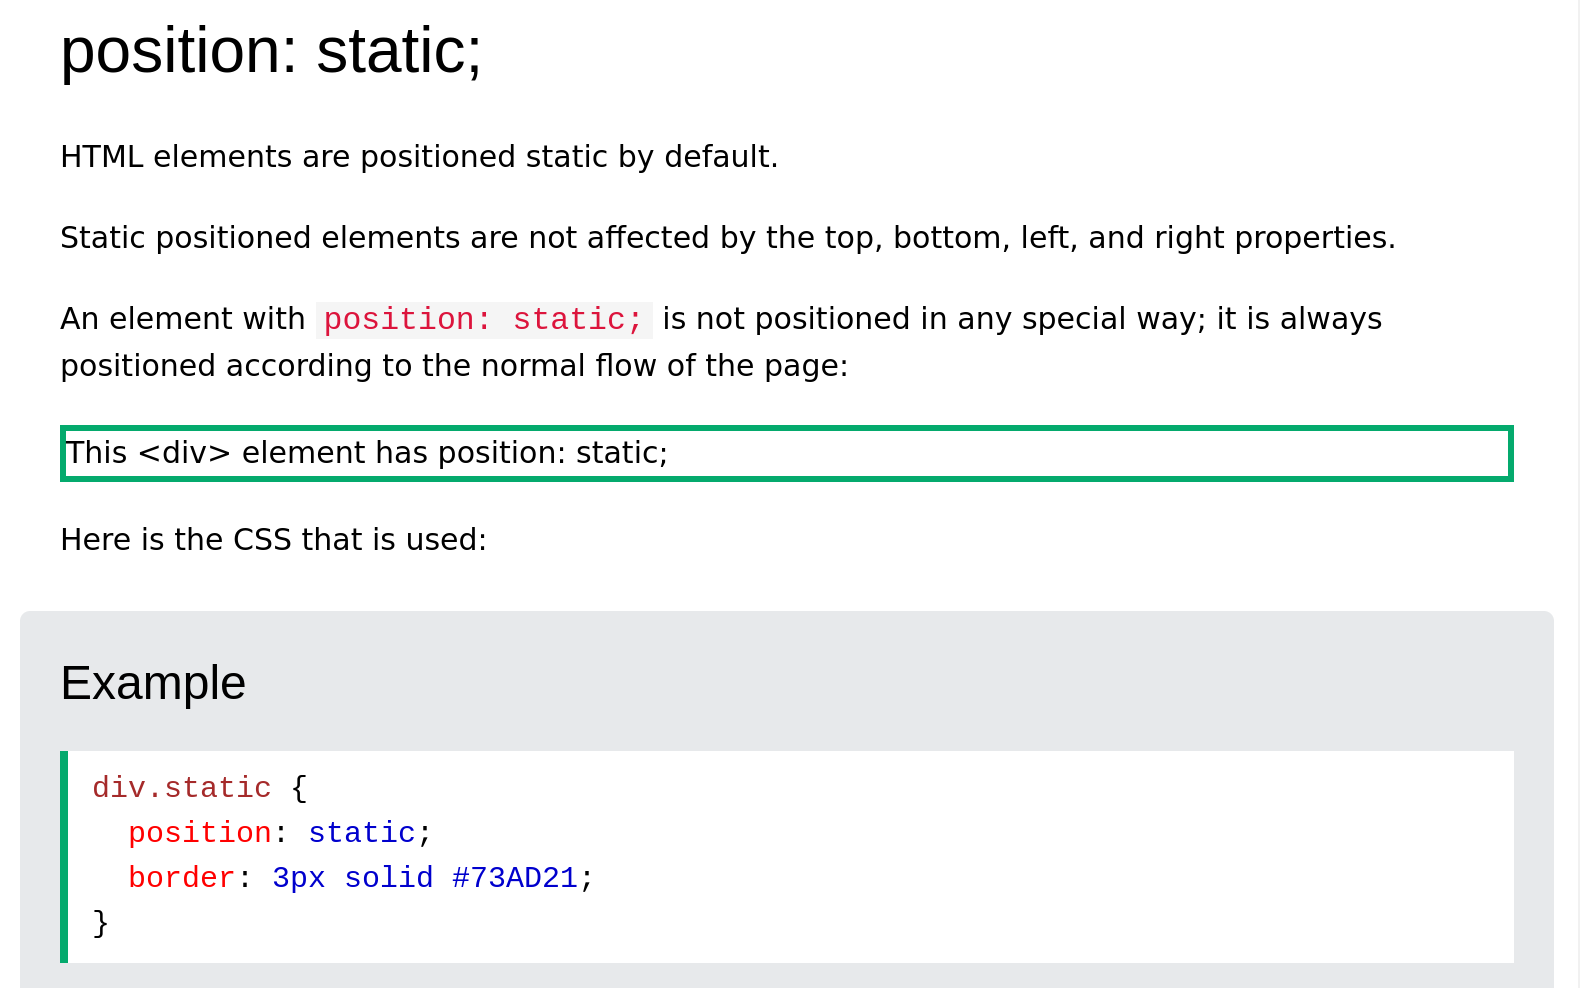 position: static;
HTML elements are positioned static by default.
Static positioned elements are not affected by the top, bottom, left, and right properties.
An element with position: static; is not positioned in any special way; it is always
positioned according to the normal flow of the page:
This <div> element has position: static;
Here is the CSS that is used:
Example
div.static {
  position: static;
  border: 3px solid #73AD21;
}